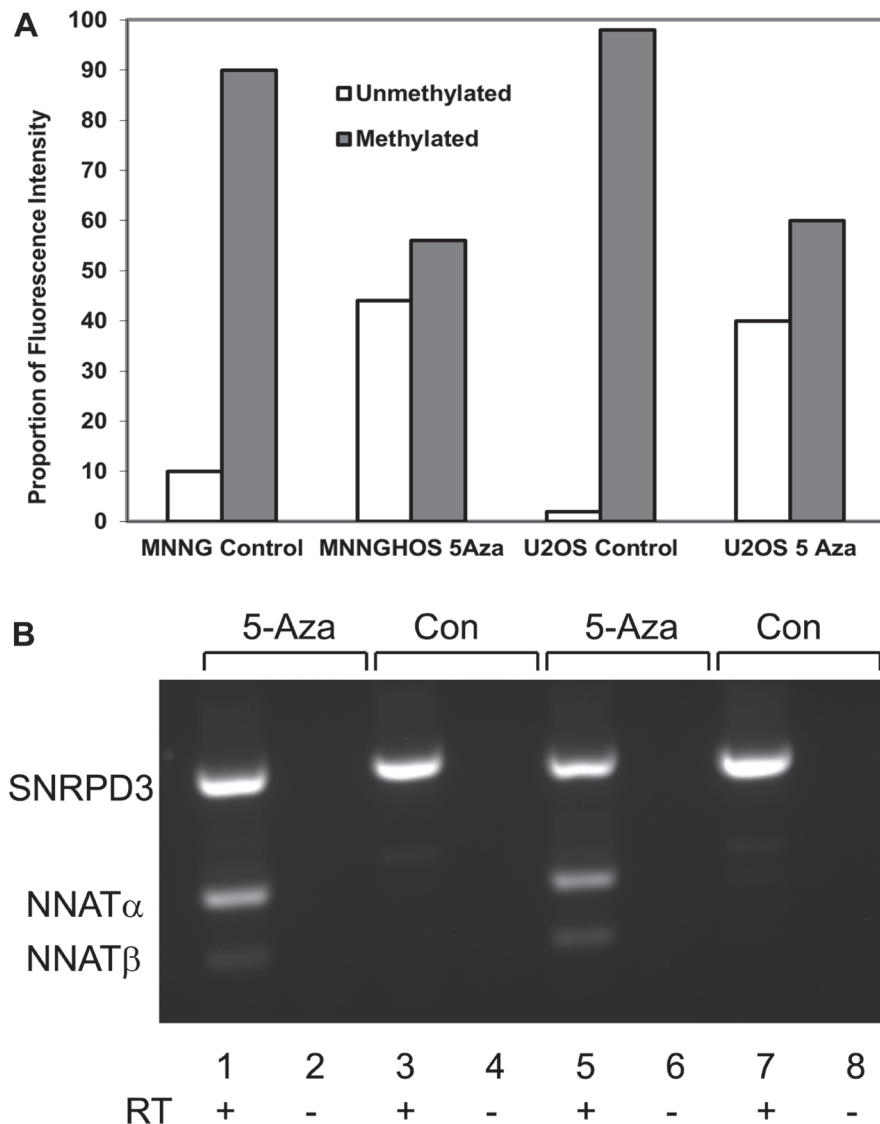 A
Proportion of Fluorescence Intensity
100
90
80
70
60
50
40
30
20
10
0
Unmethylated
Methylated
MNNG Control MNNGHOS 5Aza U2OS Control U2OS 5 Aza
B
5-Aza Con 5-Aza Con
SNRPD3
NNATα
NNATβ
1 2 3 4 5 6 7 8
RT + - + - + - + -